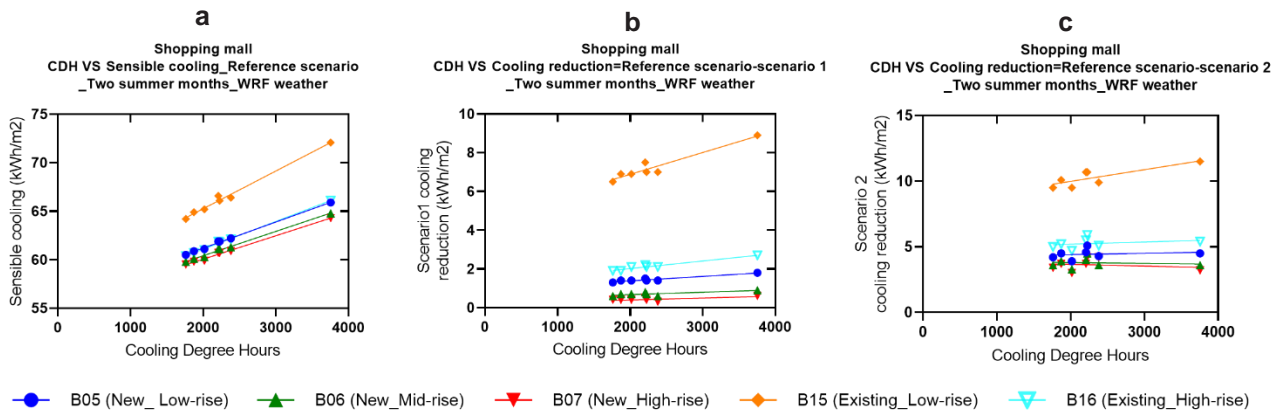 a
Shopping mall
CDH VS Sensible cooling_Reference scenario
_Two summer months_WRF weather
75
70
65
60
55
Sensible cooling (kWh/m2)
0 1000 2000 3000 4000
Cooling Degree Hours
b
Shopping mall
CDH VS Cooling reduction=Reference scenario-scenario 1
_Two summer months_WRF weather
10
8
6
4
2
0
Scenario1 cooling
reduction (kWh/m2)
0 1000 2000 3000 4000
Cooling Degree Hours
c
Shopping mall
CDH VS Cooling reduction=Reference scenario-scenario 2
_Two summer months_WRF weather
15
10
5
0
Scenario 2
cooling reduction (kWh/m2)
0 1000 2000 3000 4000
Cooling Degree Hours
B05 (New_ Low-rise) B06 (New_Mid-rise) B07 (New_High-rise) B15 (Existing_Low-rise) B16 (Existing_High-rise)